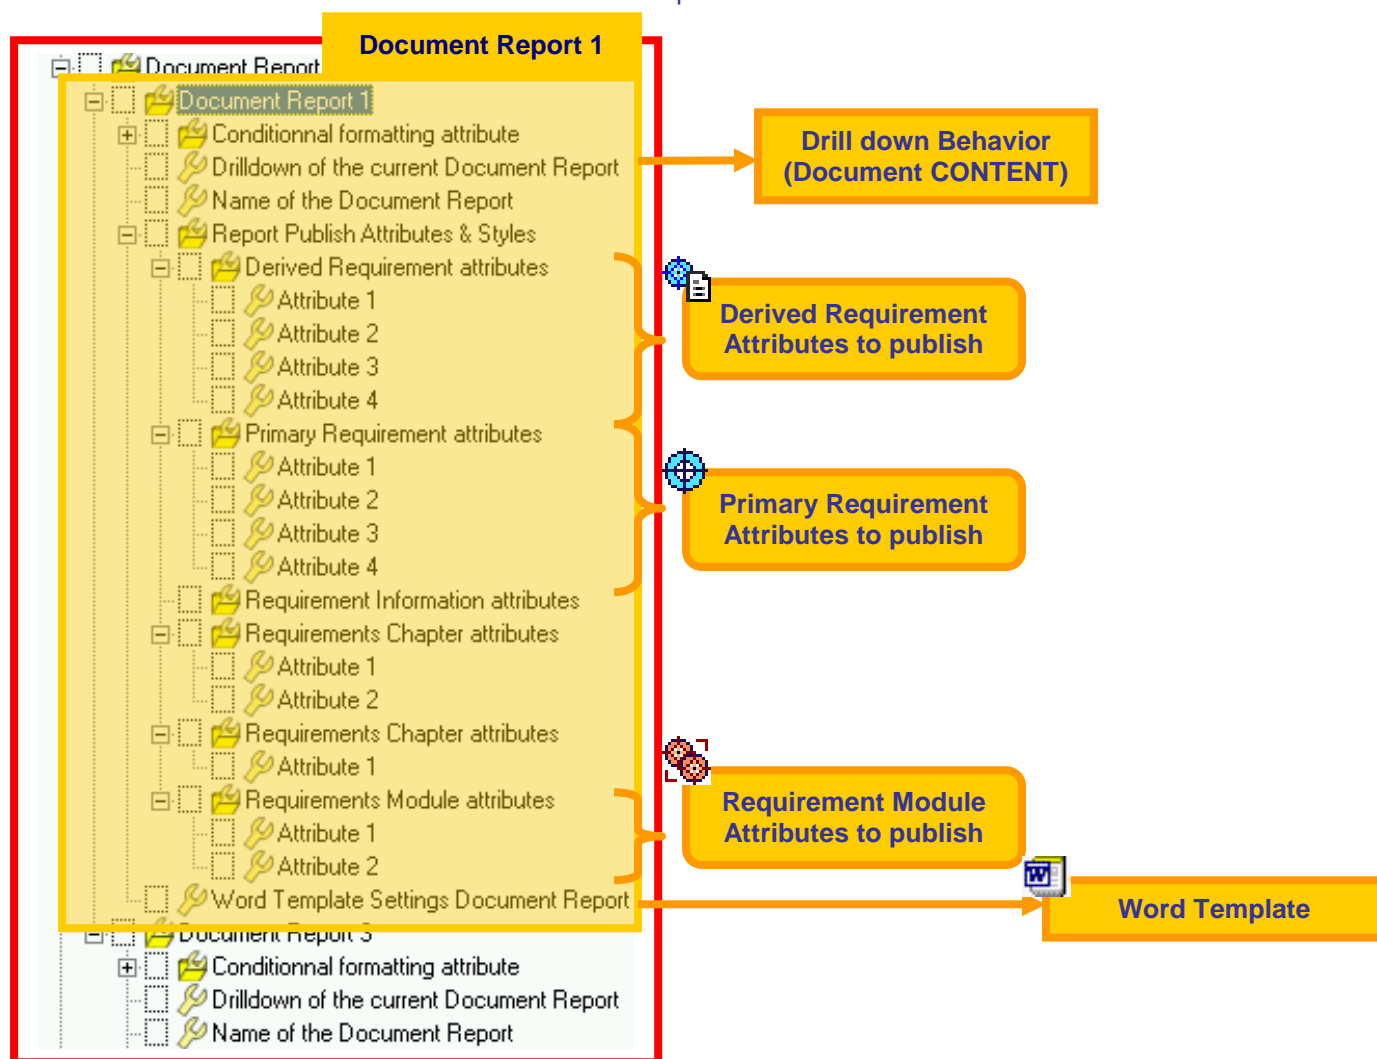 Document Report 1
Document Report
Document Report 1
Conditionnal formatting attribute
Drilldown of the current Document Report
Name of the Document Report
Report Publish Attributes & Styles
Derived Requirement attributes
Attribute 1
Attribute 2
Attribute 3
Attribute 4
Primary Requirement attributes
Attribute 1
Attribute 2
Attribute 3
Attribute 4
Requirement Information attributes
Requirements Chapter attributes
Attribute 1
Attribute 2
Requirements Chapter attributes
Attribute 1
Requirements Module attributes
Attribute 1
Attribute 2
Word Template Settings Document Report
Document Report 3
Conditionnal formatting attribute
Drilldown of the current Document Report
Name of the Document Report
Drill down Behavior
(Document CONTENT)
Derived Requirement
Attributes to publish
Primary Requirement
Attributes to publish
Requirement Module
Attributes to publish
W
Word Template